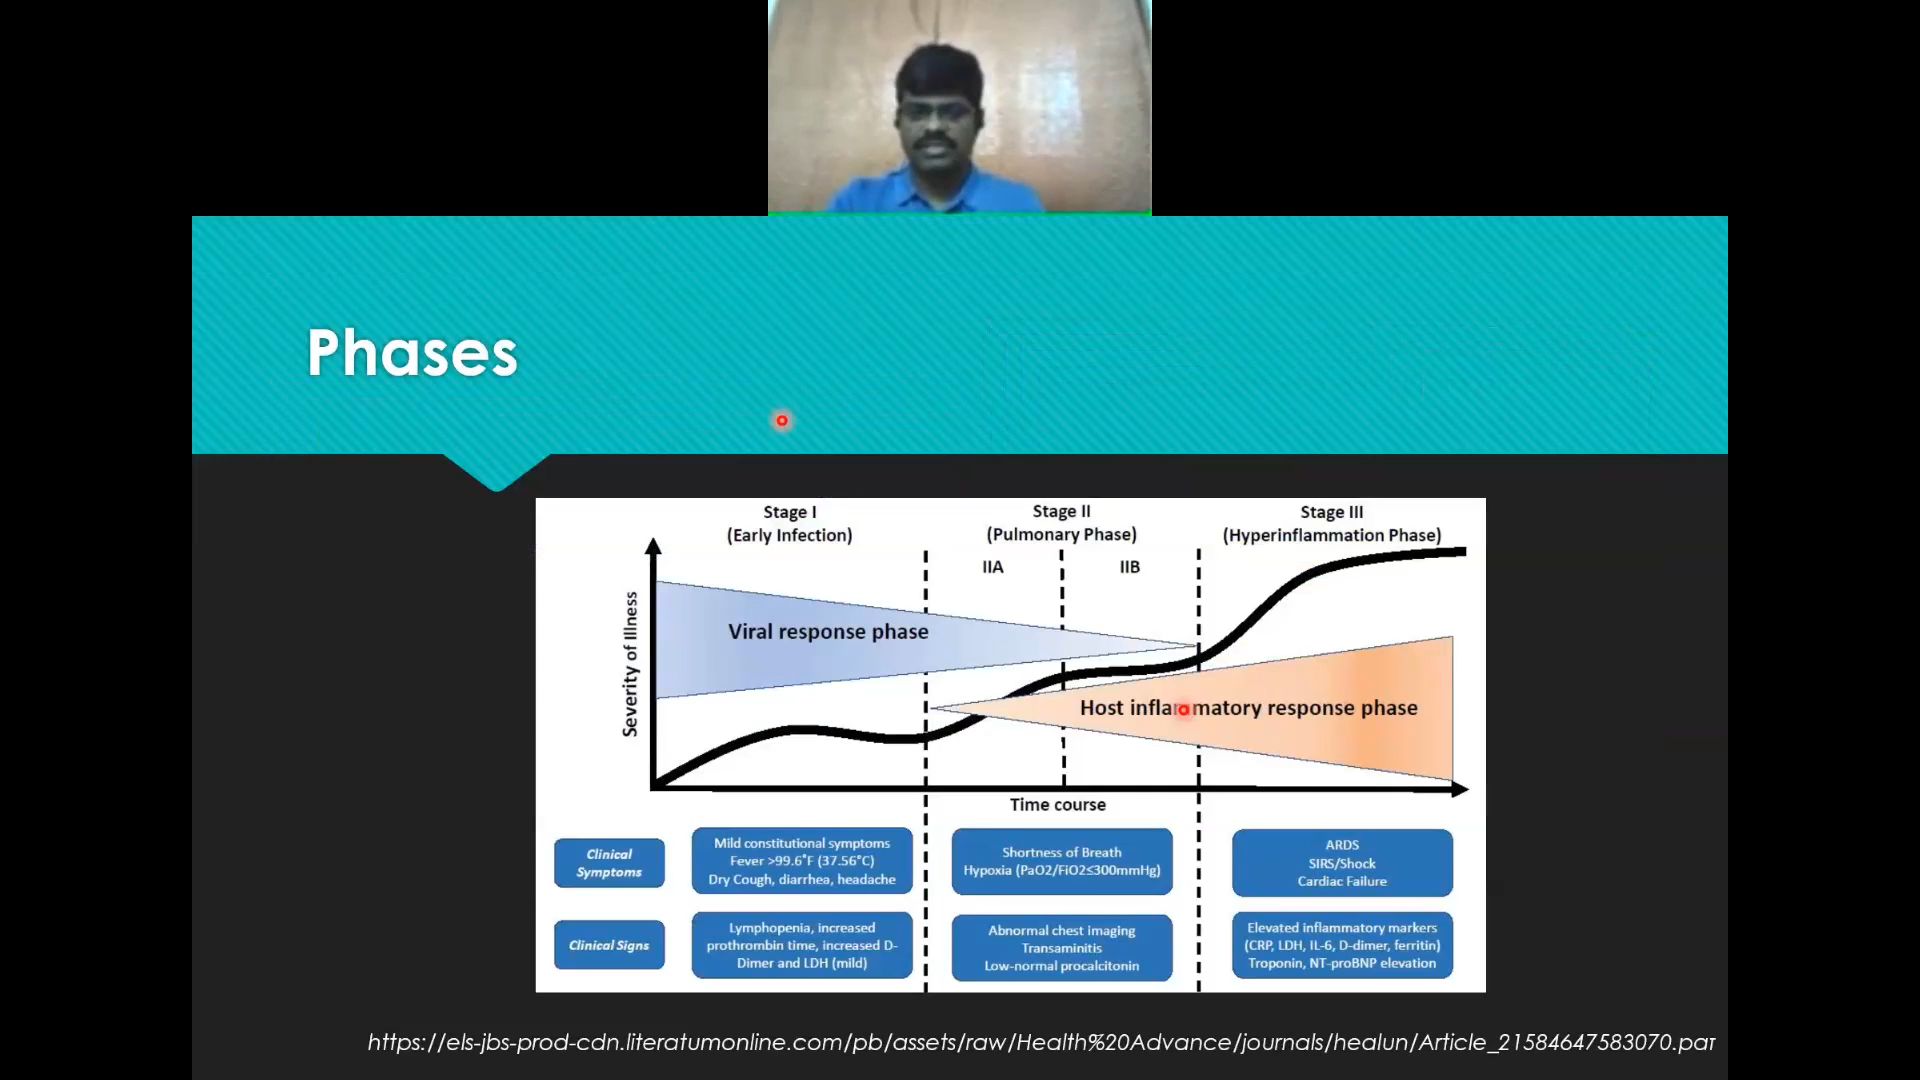 Phases
Stage I
(Early Infection)
Stage II
(Pulmonary Phase)
Stage III
(Hyperinflammation Phase)
IIA
IIB
Severity of Illness
Viral response phase
Host inflammatory response phase
Time course
Clinical
Symptoms
Mild constitutional symptoms
Fever >99.6°F (37.56°C)
Dry Cough, diarrhea, headache
Shortness of Breath
Hypoxia (PaO2/FiO2≤300mmHg)
ARDS
SIRS/Shock
Cardiac Failure
Clinical Signs
Lymphopenia, increased
prothrombin time, increased D-
Dimer and LDH (mild)
Abnormal chest imaging
Transaminitis
Low-normal procalcitonin
Elevated inflammatory markers
(CRP, LDH, IL-6, D-dimer, ferritin)
Troponin, NT-proBNP elevation
https://els-jbs-prod-cdn.literatumonline.com/pb/assets/raw/Health%20Advance/journals/healun/Article_21584647583070.par